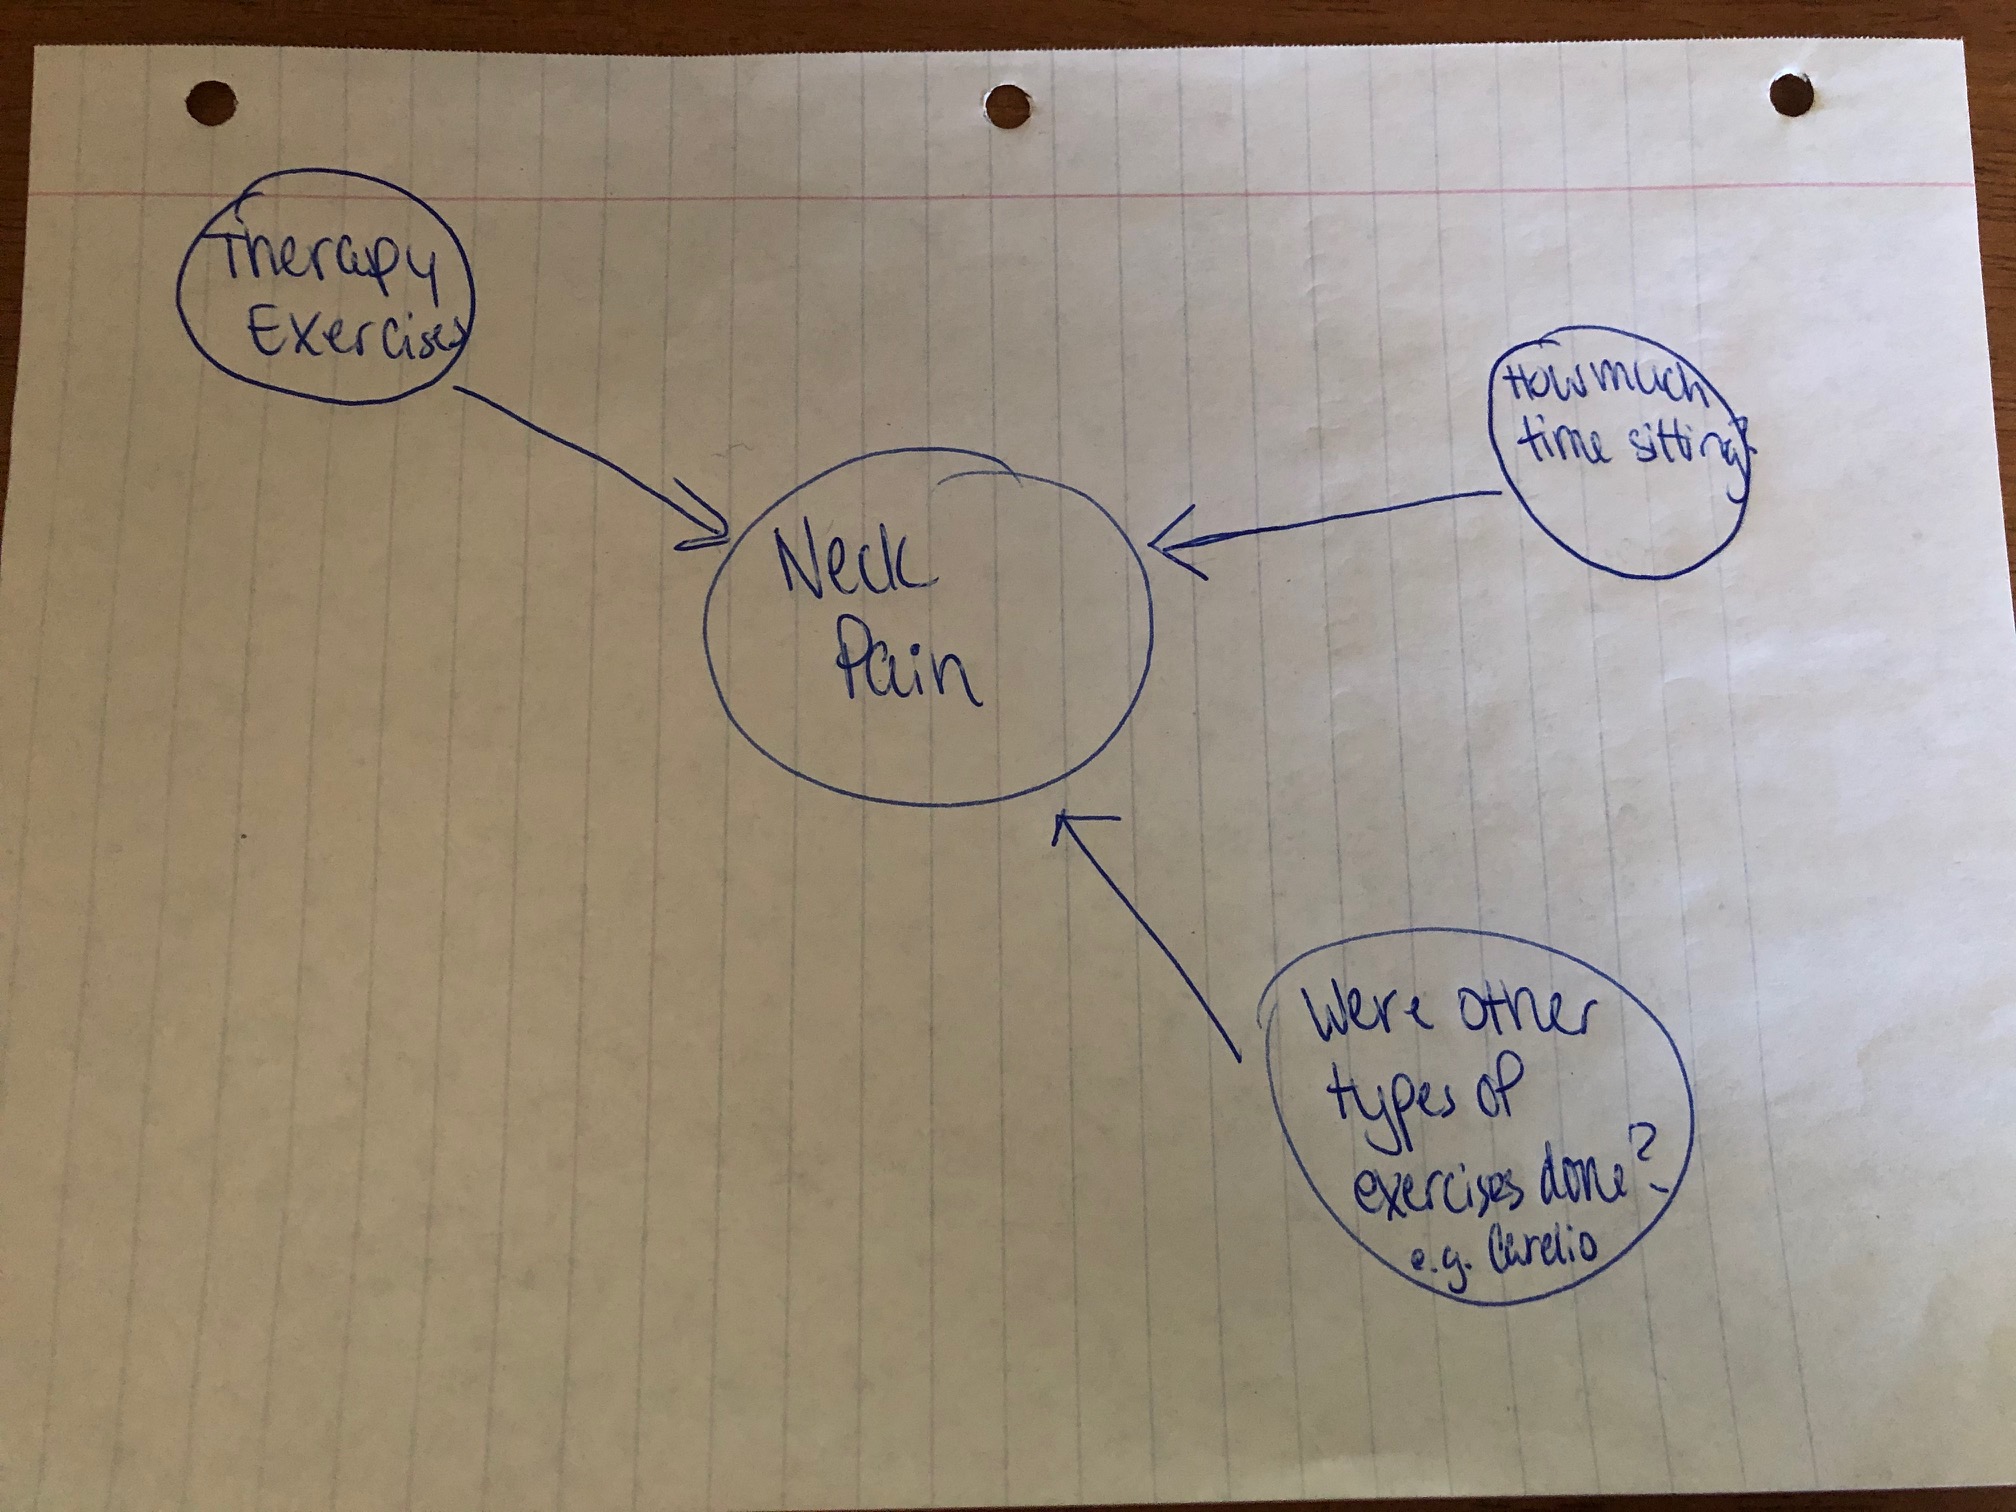 Therapy
Exercises
How much
time sitting?
Neck
Pain
Were other
types of
exercises done?
e.g. Cardio